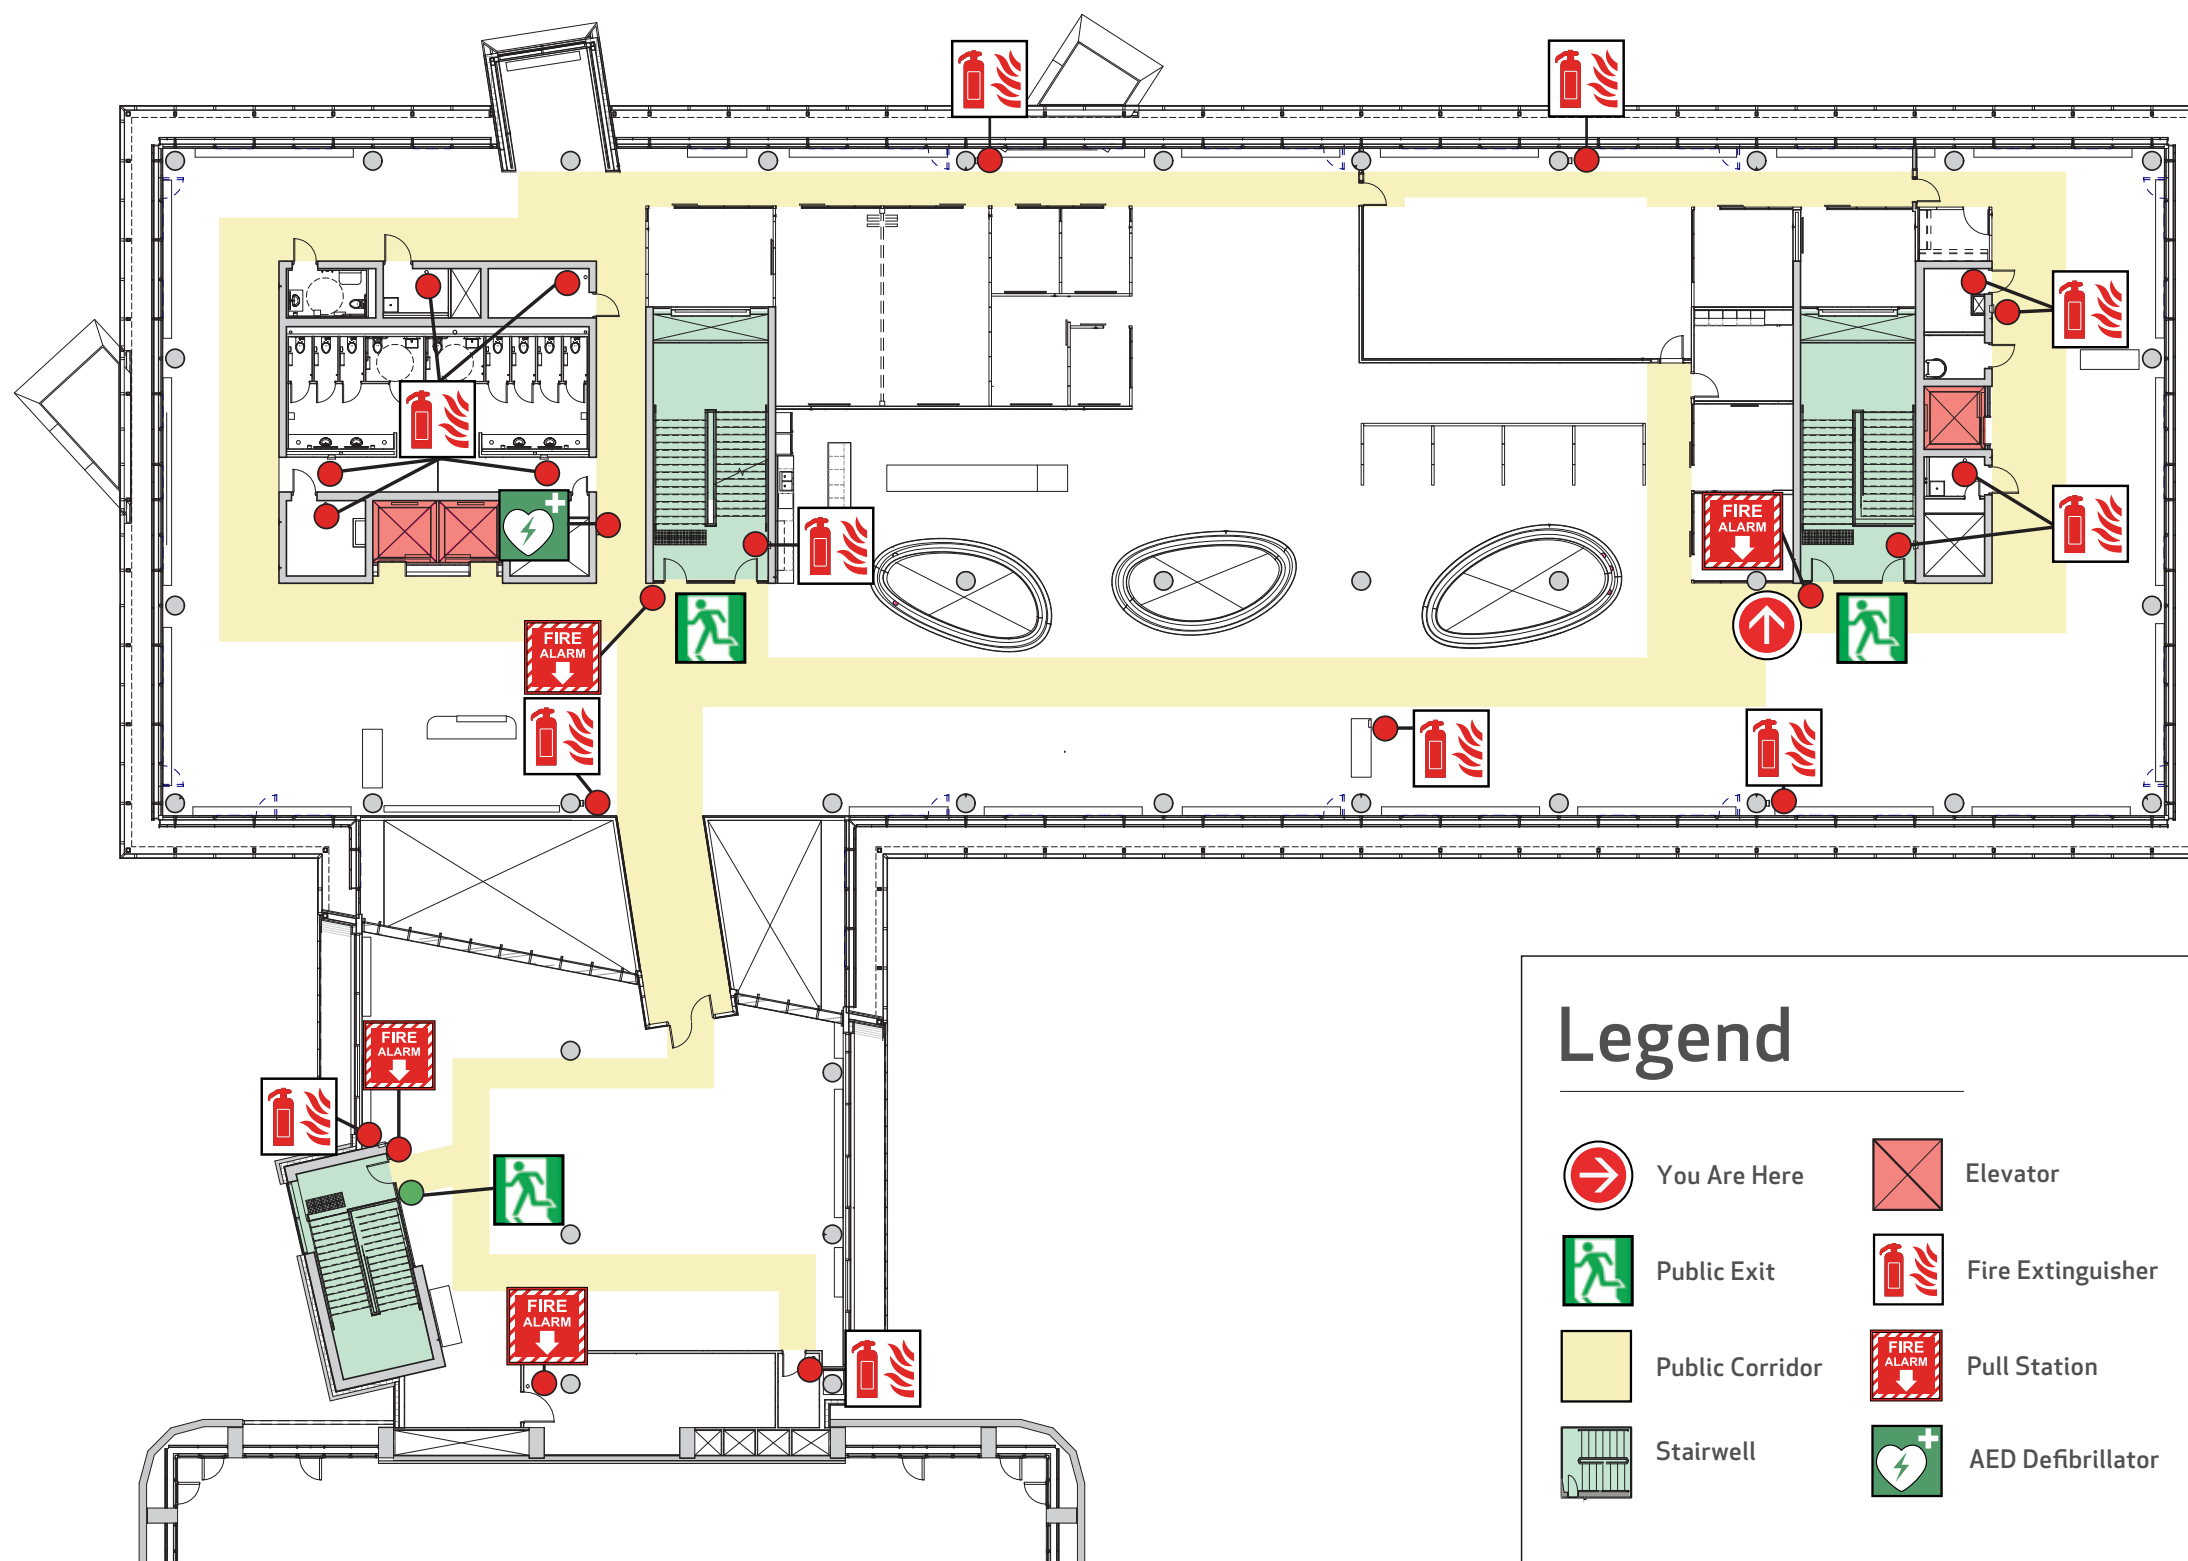 FIRE
ALARM
FIRE
ALARM
FIRE
ALARM
FIRE
ALARM
Legend
You Are Here
Elevator
Public Exit
Fire Extinguisher
Public Corridor
FIRE
ALARM
Pull Station
Stairwell
AED Defibrillator